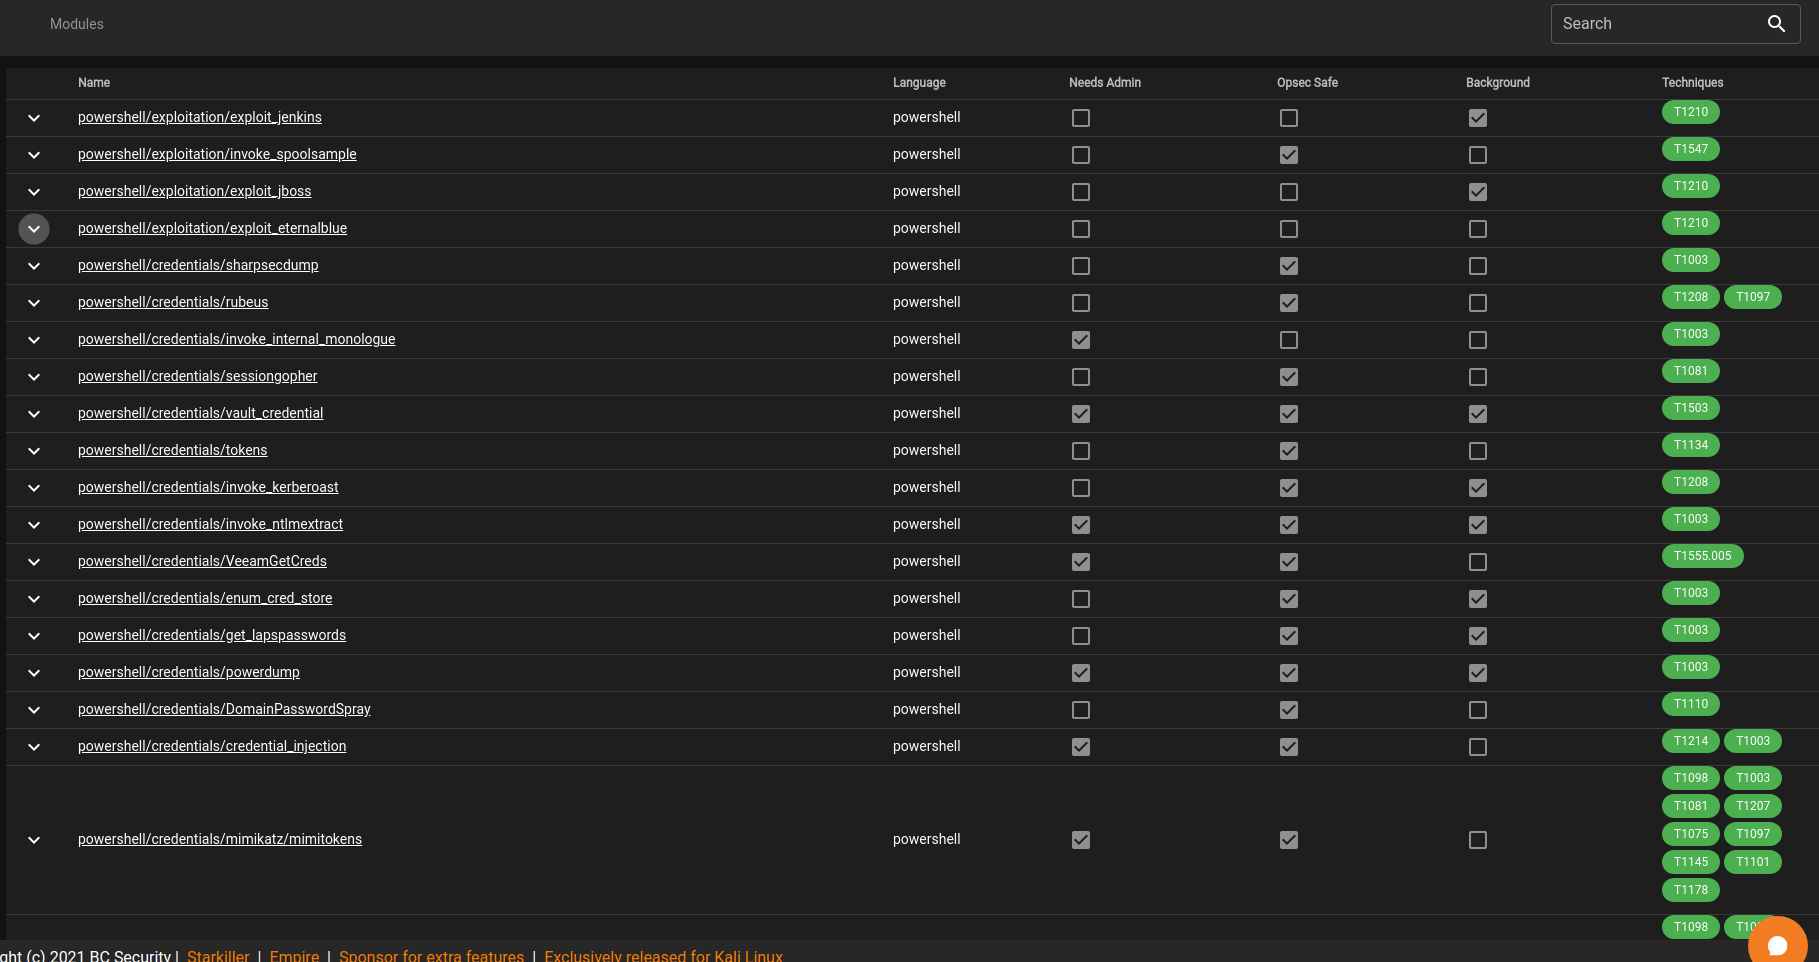 Modules Search
Name Language Needs Admin Opsec Safe Background Techniques
powershell/exploitation/exploit_jenkins powershell T1210
powershell/exploitation/invoke_spoolsample powershell T1547
powershell/exploitation/exploit_jboss powershell T1210
powershell/exploitation/exploit_eternalblue powershell T1210
powershell/credentials/sharpsecdump powershell T1003
powershell/credentials/rubeus powershell T1208 T1097
powershell/credentials/invoke_internal_monologue powershell T1003
powershell/credentials/sessiongopher powershell T1081
powershell/credentials/vault_credential powershell T1503
powershell/credentials/tokens powershell T1134
powershell/credentials/invoke_kerberoast powershell T1208
powershell/credentials/invoke_ntlmextract powershell T1003
powershell/credentials/VeeamGetCreds powershell T1555.005
powershell/credentials/enum_cred_store powershell T1003
powershell/credentials/get_lapspasswords powershell T1003
powershell/credentials/powerdump powershell T1003
powershell/credentials/DomainPasswordSpray powershell T1110
powershell/credentials/credential_injection powershell T1214 T1003
T1098 T1003
T1081 T1207
powershell/credentials/mimikatz/mimitokens powershell T1075 T1097
T1145 T1101
T1178
T1098
ght (c) 2021 BC Security | Starkiller | Empire | Sponsor for extra features | Exclusively released for Kali Linux